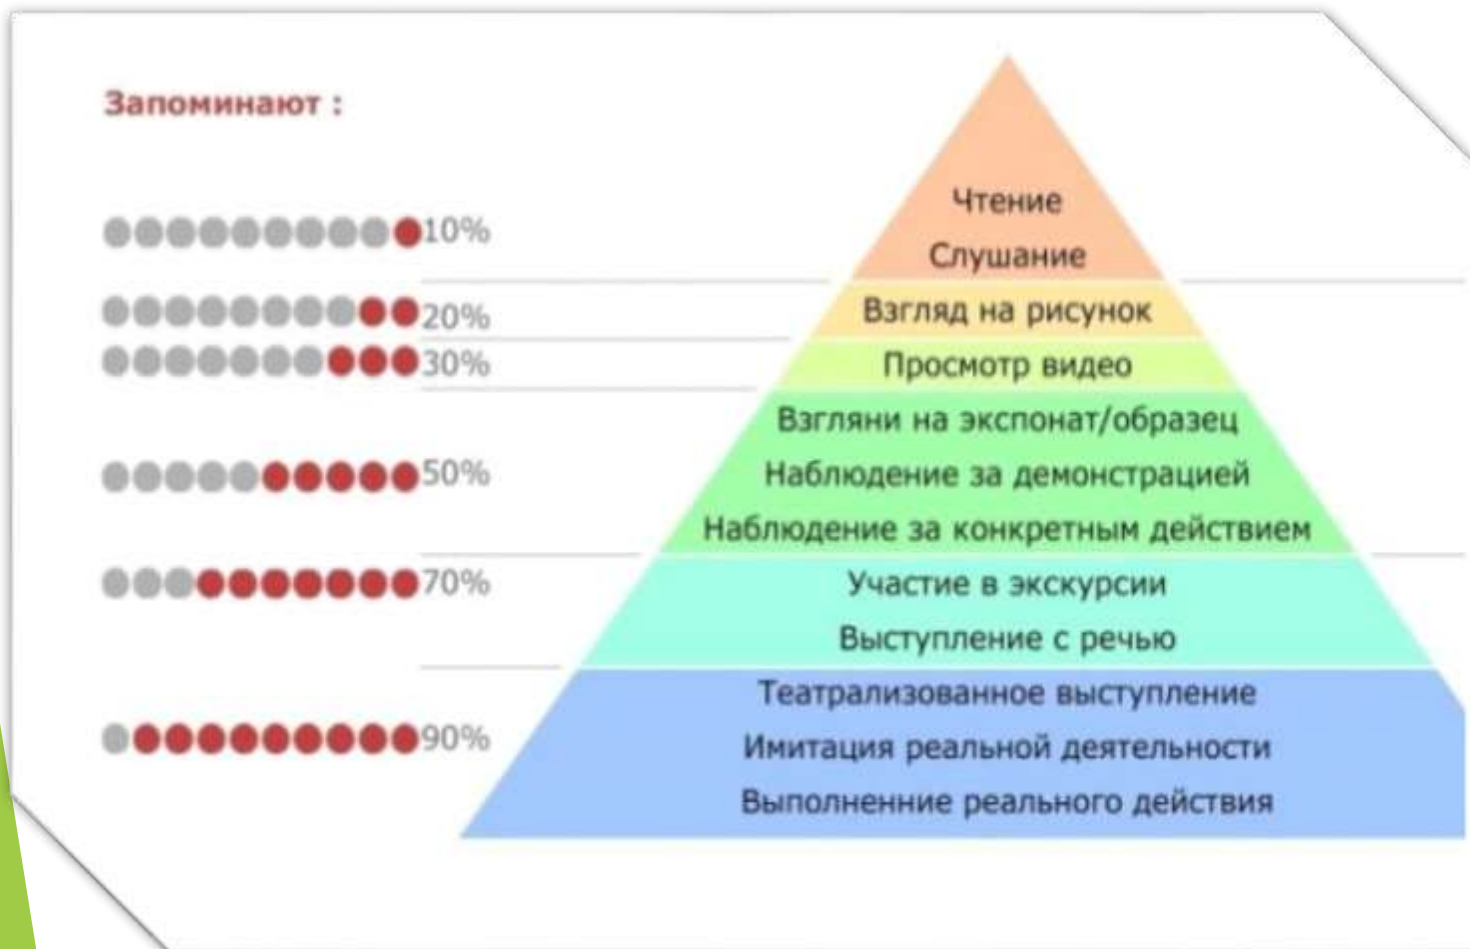 Запоминают :
Чтение
10%
Слушание
20% Взгляд на рисунок
30% Просмотр видео
Взгляни на экспонат/образец
50% Наблюдение за демонстрацией
Наблюдение за конкретным действием
70% Участие в экскурсии
Выступление с речью
Театрализованное выступление
90% Имитация реальной деятельности
Выполненние реального действия